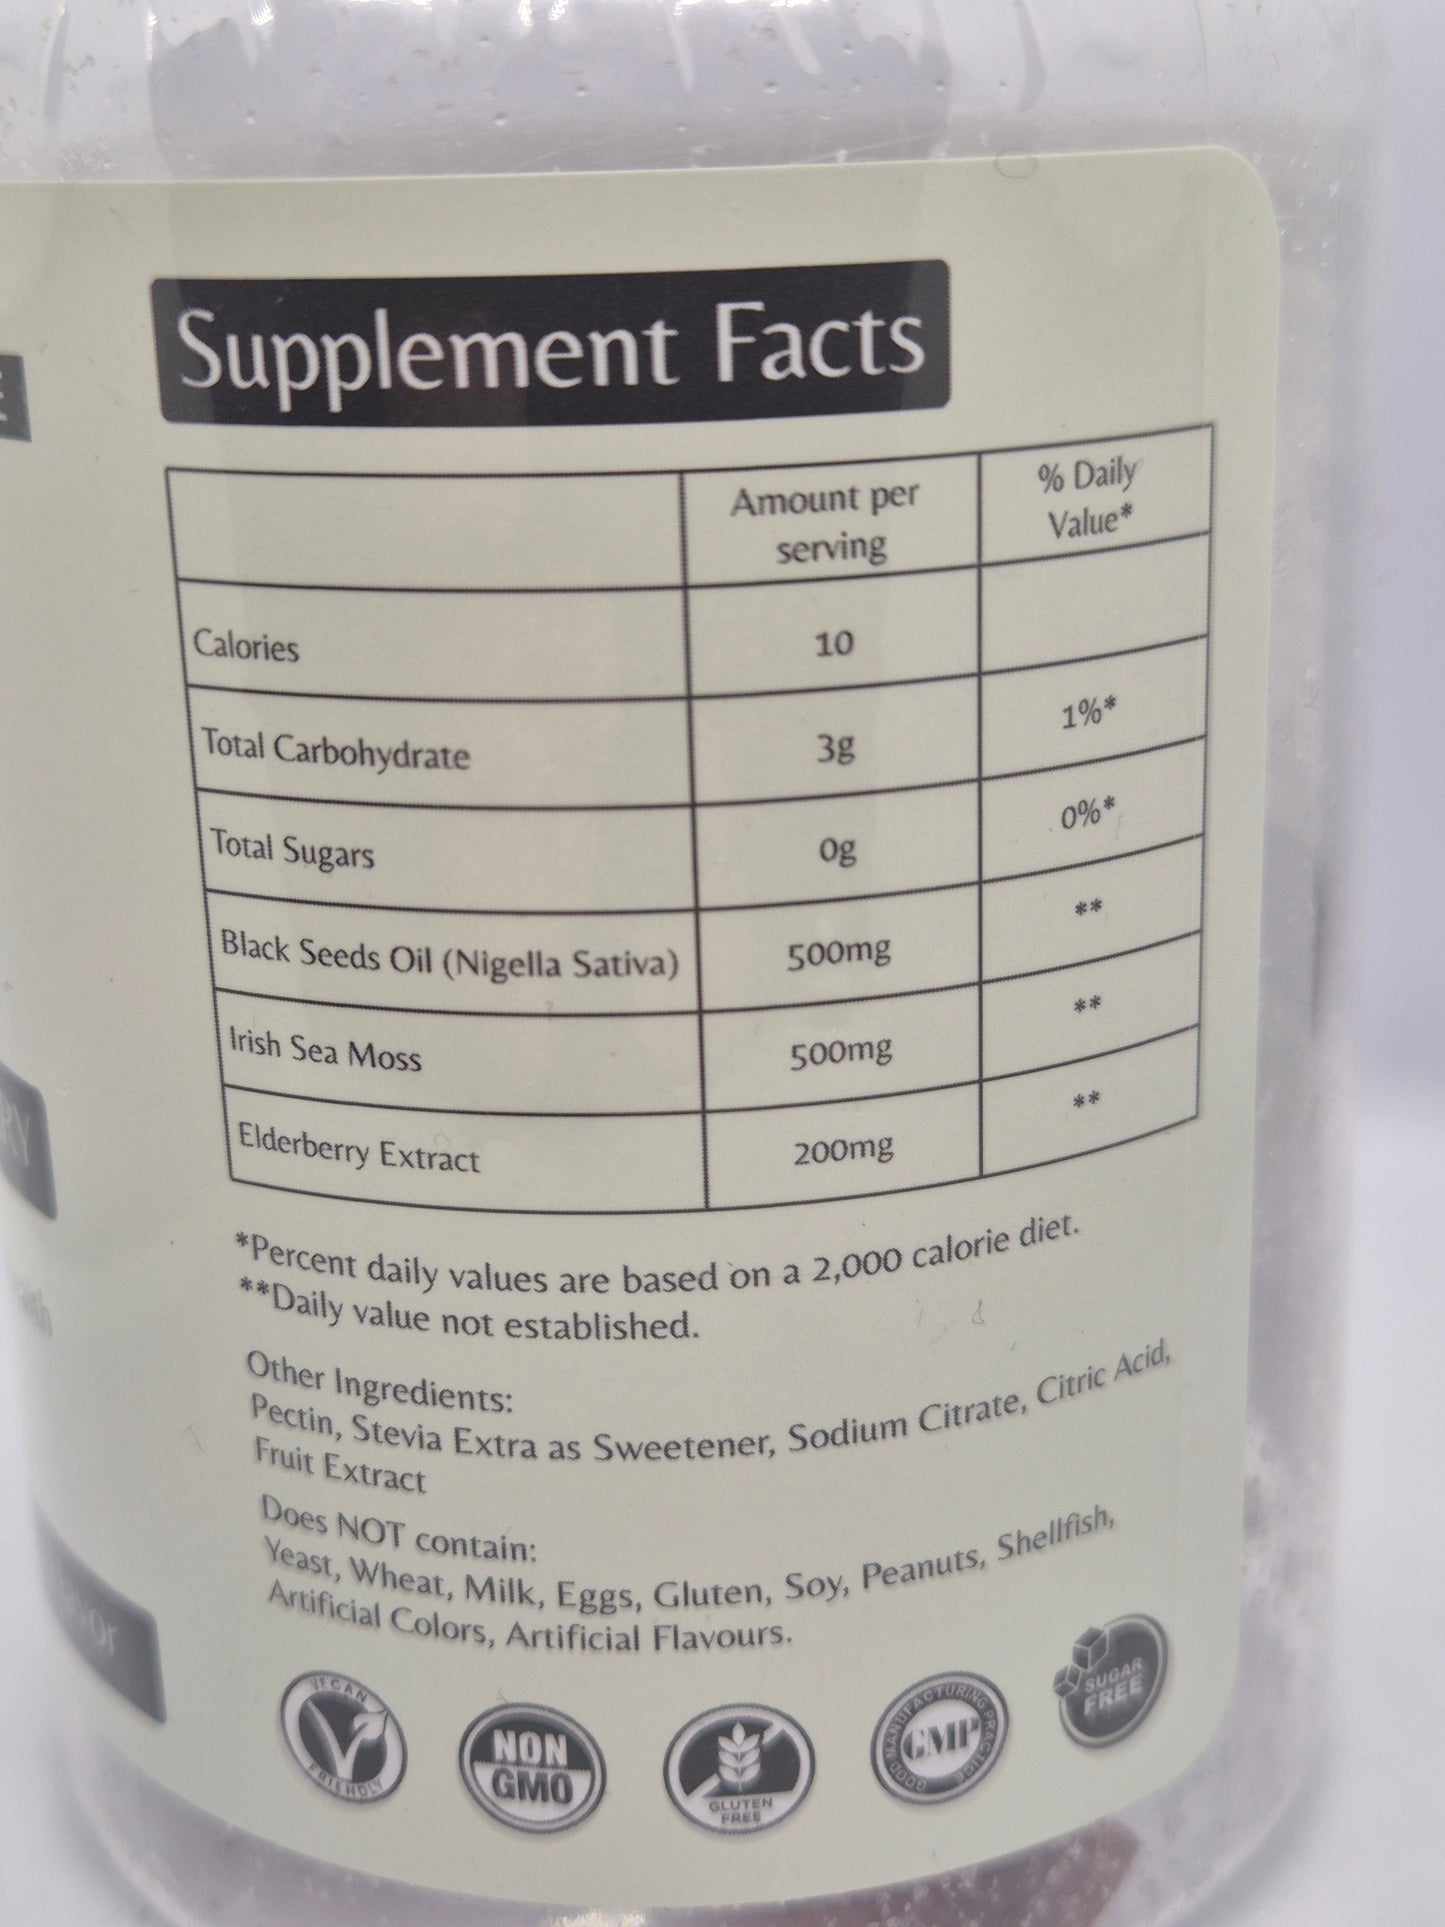 Supplement Facts
Amount per
serving
% Daily
Value*
Calories 10
Total Carbohydrate 3g 1%*
Total Sugars 0g 0%*
Black Seeds Oil (Nigella Sativa) 500mg **
Irish Sea Moss 500mg **
Elderberry Extract 200mg **
*Percent daily values are based on a 2,000 calorie diet.
**Daily value not established.
Other Ingredients:
Pectin, Stevia Extra as Sweetener, Sodium Citrate, Citric Acid,
Fruit Extract
Does NOT contain:
Yeast, Wheat, Milk, Eggs, Gluten, Soy, Peanuts, Shellfish,
Artificial Colors, Artificial Flavours.
VEGAN
FRIENDLY
NON
GMO
GLUTEN
FREE
GOOD MANUFACTURING PRACTICE
GMP
SUGAR
FREE